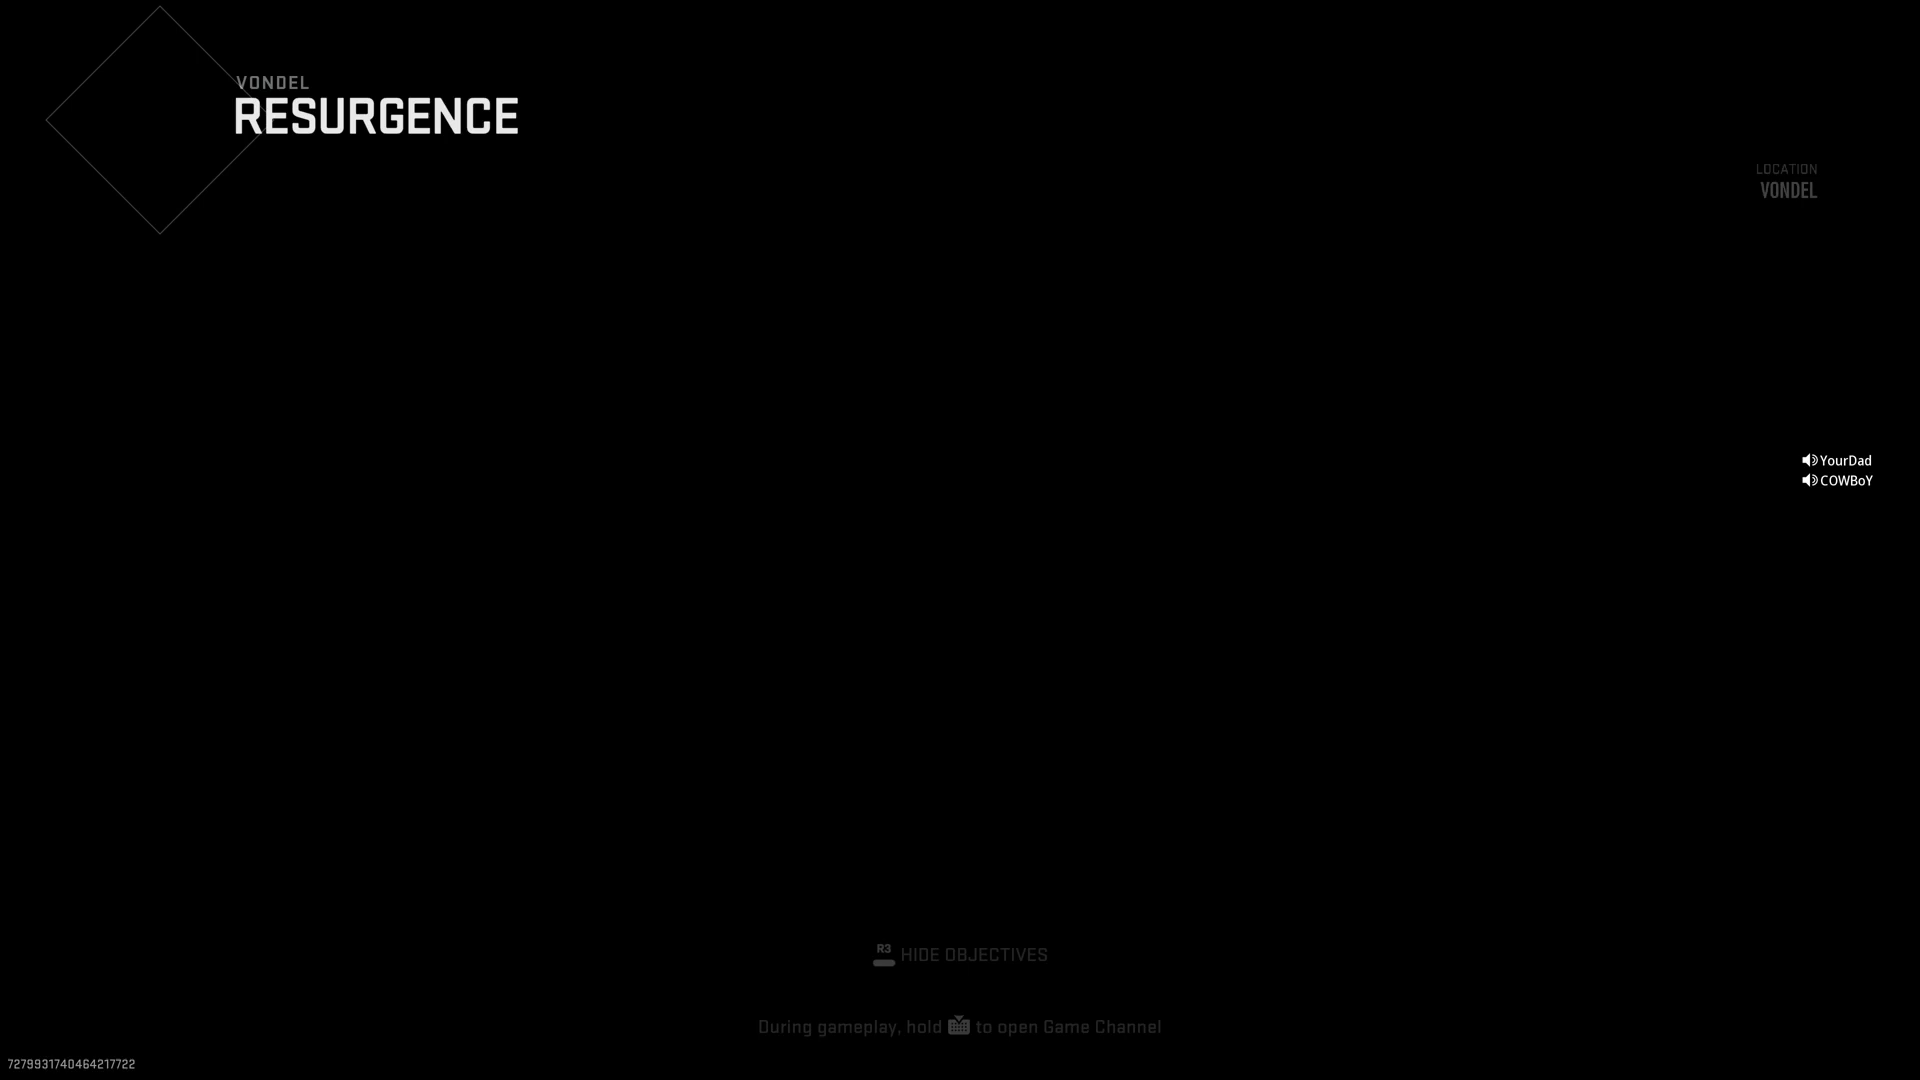 VONDEL
RESURGENCE
LOCATION
VONDEL
YourDad
COWBoY
R3 HIDE OBJECTIVES
During gameplay, hold to open Game Channel
7279931740464217722